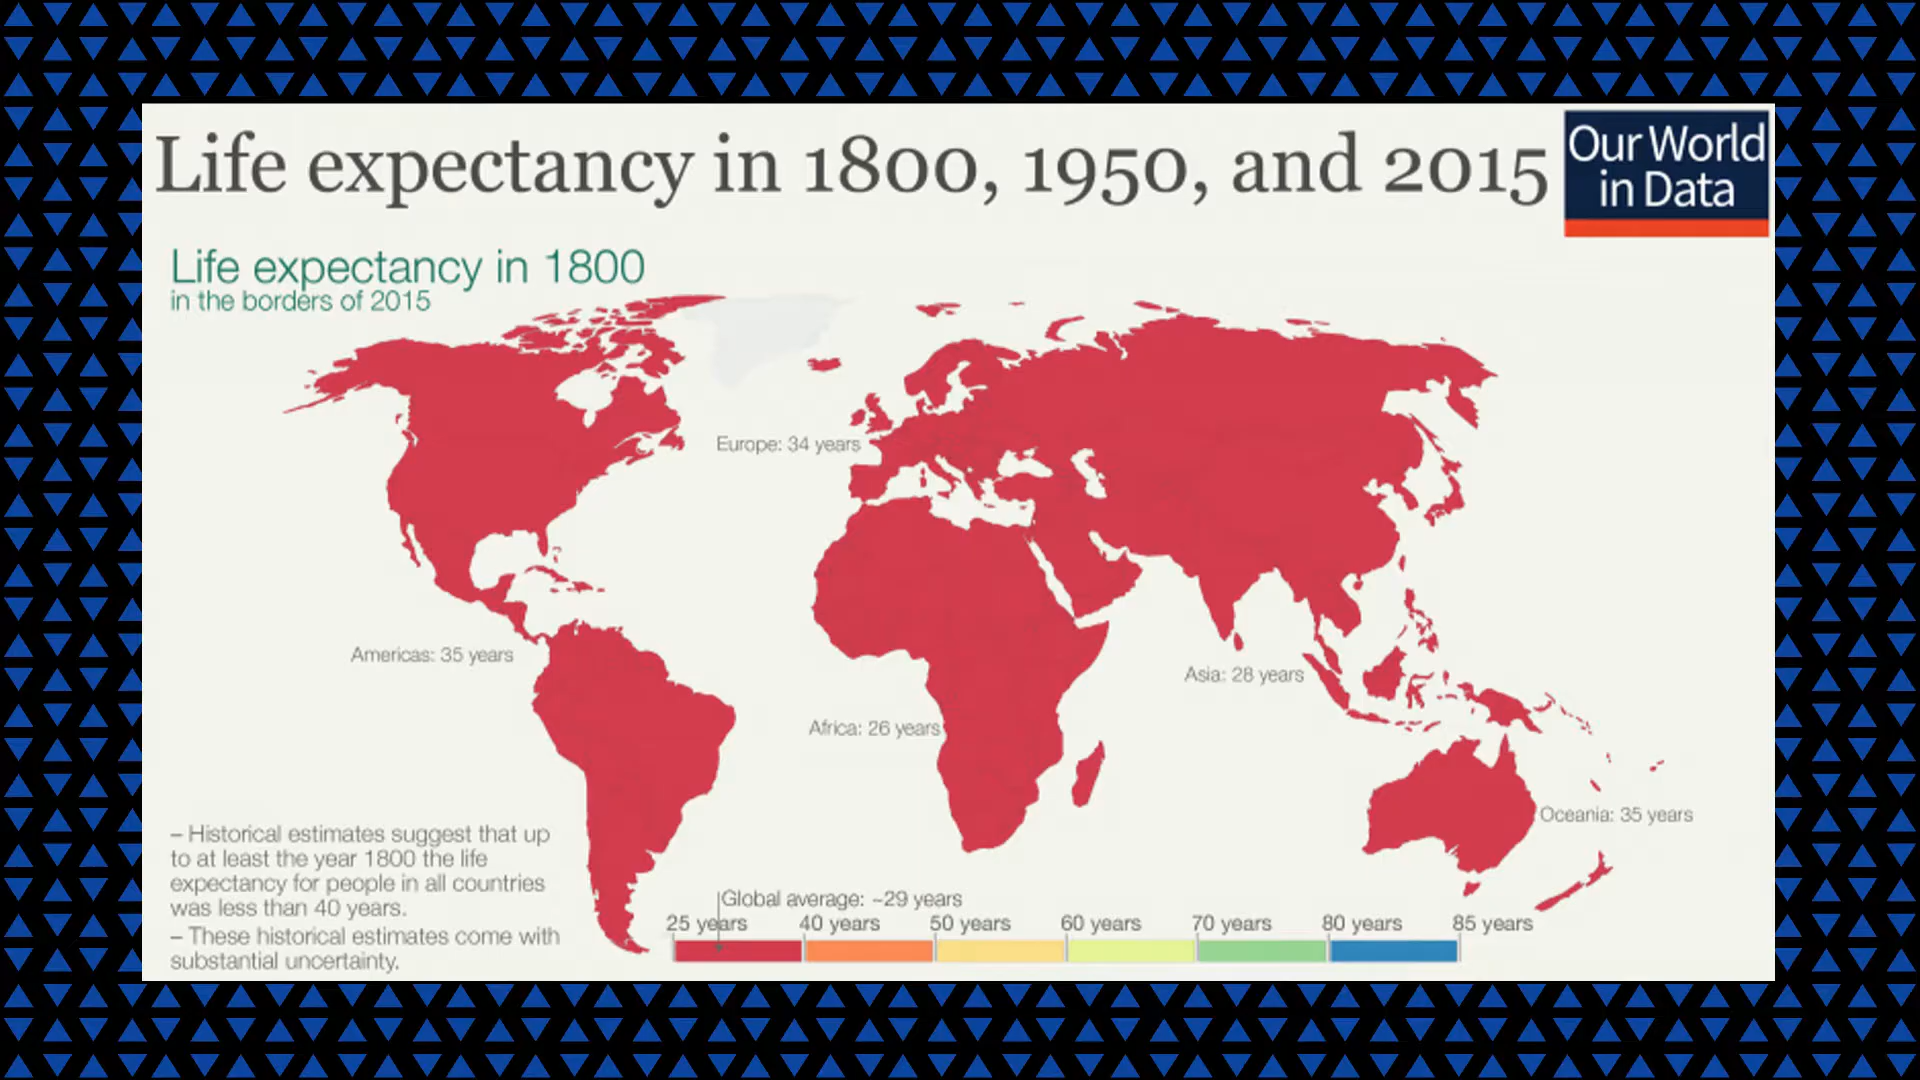 Life expectancy in 1800, 1950, and 2015
Our World
in Data
Life expectancy in 1800
in the borders of 2015
Europe: 34 years
Americas: 35 years
Asia: 28 years
Africa: 26 years
Oceania: 35 years
– Historical estimates suggest that up
to at least the year 1800 the life
expectancy for people in all countries
was less than 40 years.
– These historical estimates come with
substantial uncertainty.
Global average: ~29 years
25 years 40 years 50 years 60 years 70 years 80 years 85 years